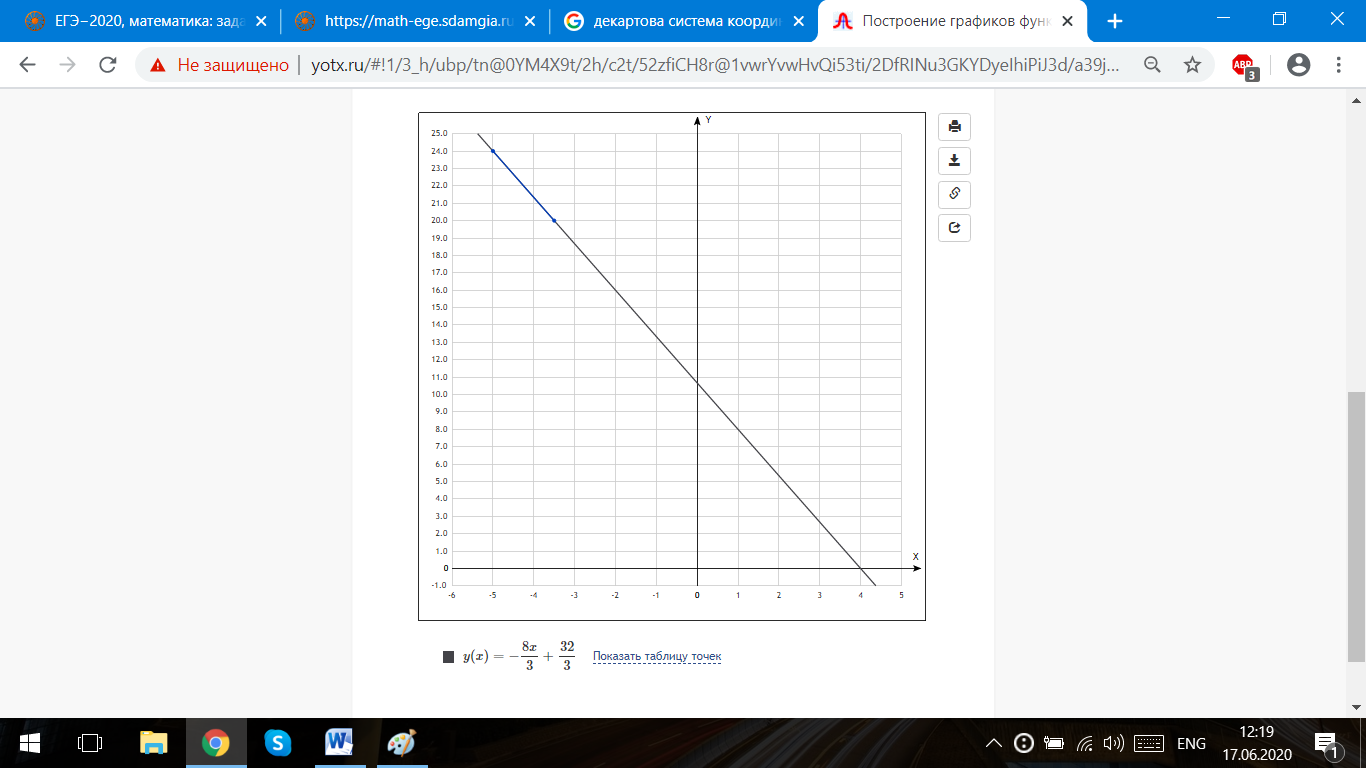 ЕГЭ–2020, математика: зада
https://math-ege.sdamgia.ru
декартова система коорди
Построение графиков фун
Не защищено
yotx.ru/#!1/3_h/ubp/tn@0YM4X9t/2h/c2t/52zfiCH8r@1vwrYvwHvQi53ti/2DfRINu3GKYDyeIhiPiJ3d/a39j...
ABP
3
Y
25.0
24.0
23.0
22.0
21.0
20.0
19.0
18.0
17.0
16.0
15.0
14.0
13.0
12.0
11.0
10.0
9.0
8.0
7.0
6.0
5.0
4.0
3.0
2.0
1.0
X
0
-1.0
-6 -5 -4 -3 -2 -1 0 1 2 3 4 5
y(x) = −8x/3 + 32/3 Показать таблицу точек
ENG
12:19
17.06.2020
1